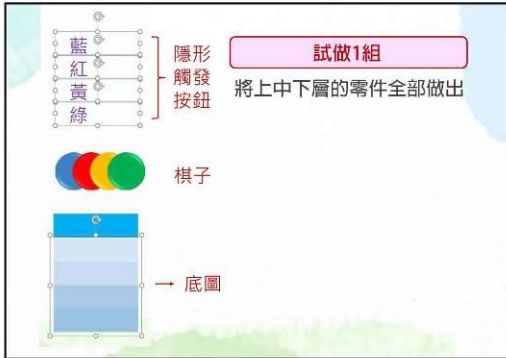 藍
紅
黃
綠
隱形
觸發
按鈕
試做1組
將上中下層的零件全部做出
棋子
底圖